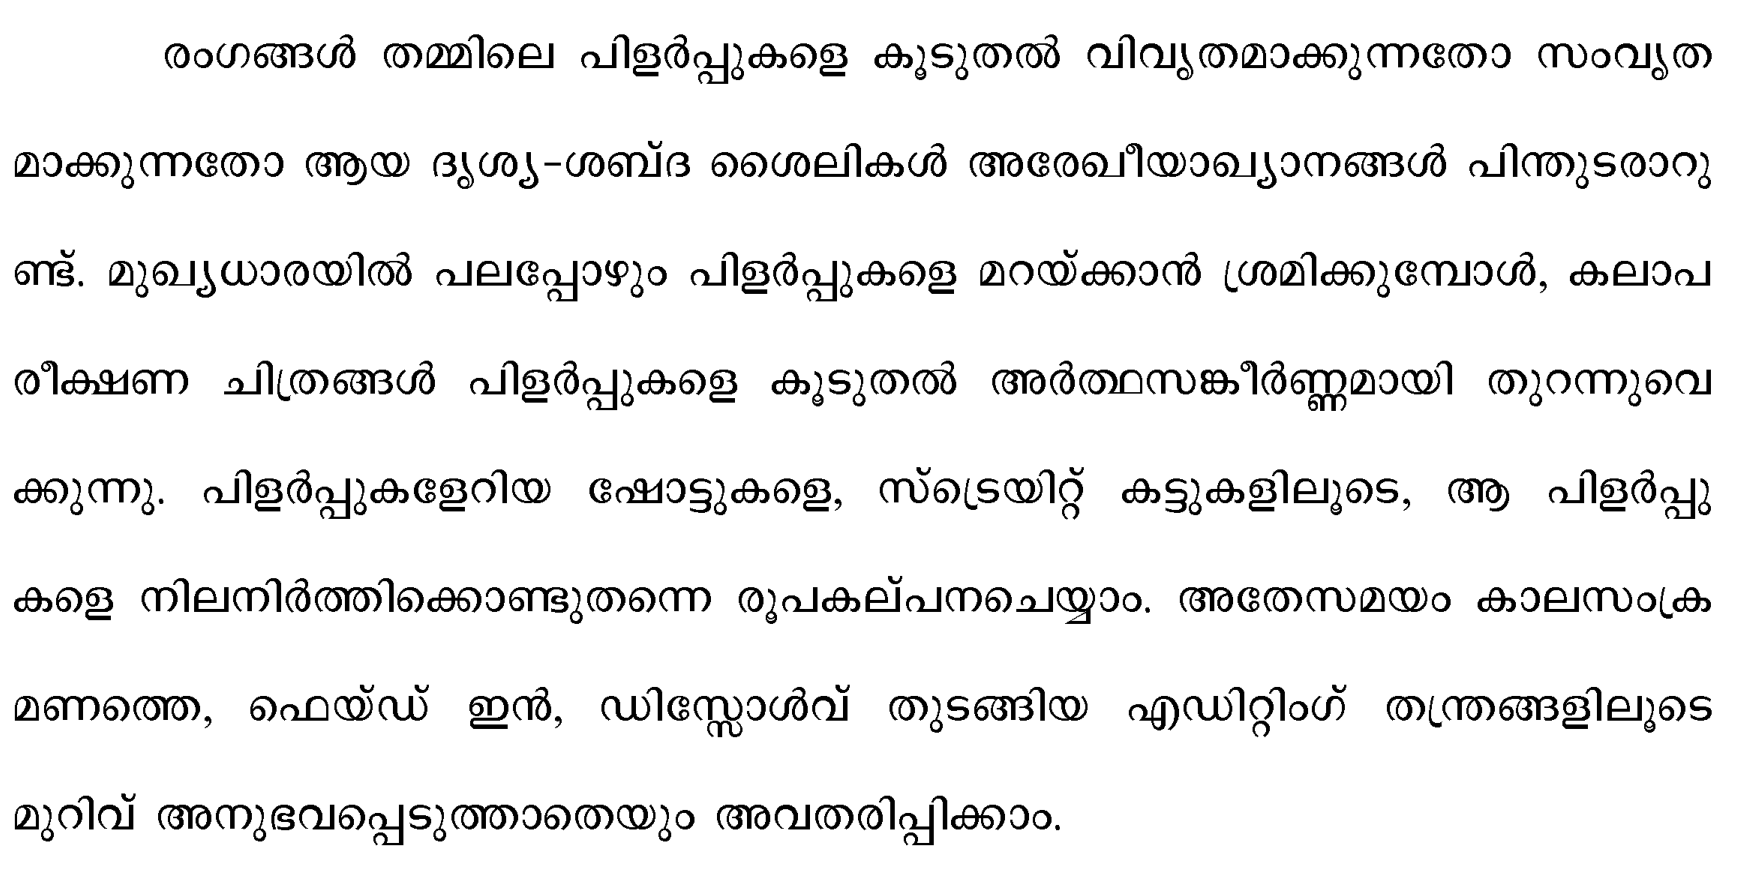 രംഗങ്ങൾ തമ്മിലെ പിളർപ്പുകളെ കൂടുതൽ വിവൃതമാക്കുന്നതോ സംവൃത
മാക്കുന്നതോ ആയ ദൃശ്യ-ശബ്ദ ശൈലികൾ അരേഖീയാഖ്യാനങ്ങൾ പിന്തുടരാറു
ണ്ട്. മുഖ്യധാരയിൽ പലപ്പോഴും പിളർപ്പുകളെ മറയ്ക്കാൻ ശ്രമിക്കുമ്പോൾ, കലാപ
രീക്ഷണ ചിത്രങ്ങൾ പിളർപ്പുകളെ കൂടുതൽ അർത്ഥസങ്കീർണ്ണമായി തുറന്നുവെ
ക്കുന്നു. പിളർപ്പുകളേറിയ ഷോട്ടുകളെ, സ്ട്രെയിറ്റ് കട്ടുകളിലൂടെ, ആ പിളർപ്പു
കളെ നിലനിർത്തിക്കൊണ്ടുതന്നെ രൂപകല്പനചെയ്യാം. അതേസമയം കാലസംക്ര
മണത്തെ, ഫെയ്ഡ് ഇൻ, ഡിസ്സോൾവ് തുടങ്ങിയ എഡിറ്റിംഗ് തന്ത്രങ്ങളിലൂടെ
മുറിവ് അനുഭവപ്പെടുത്താതെയും അവതരിപ്പിക്കാം.